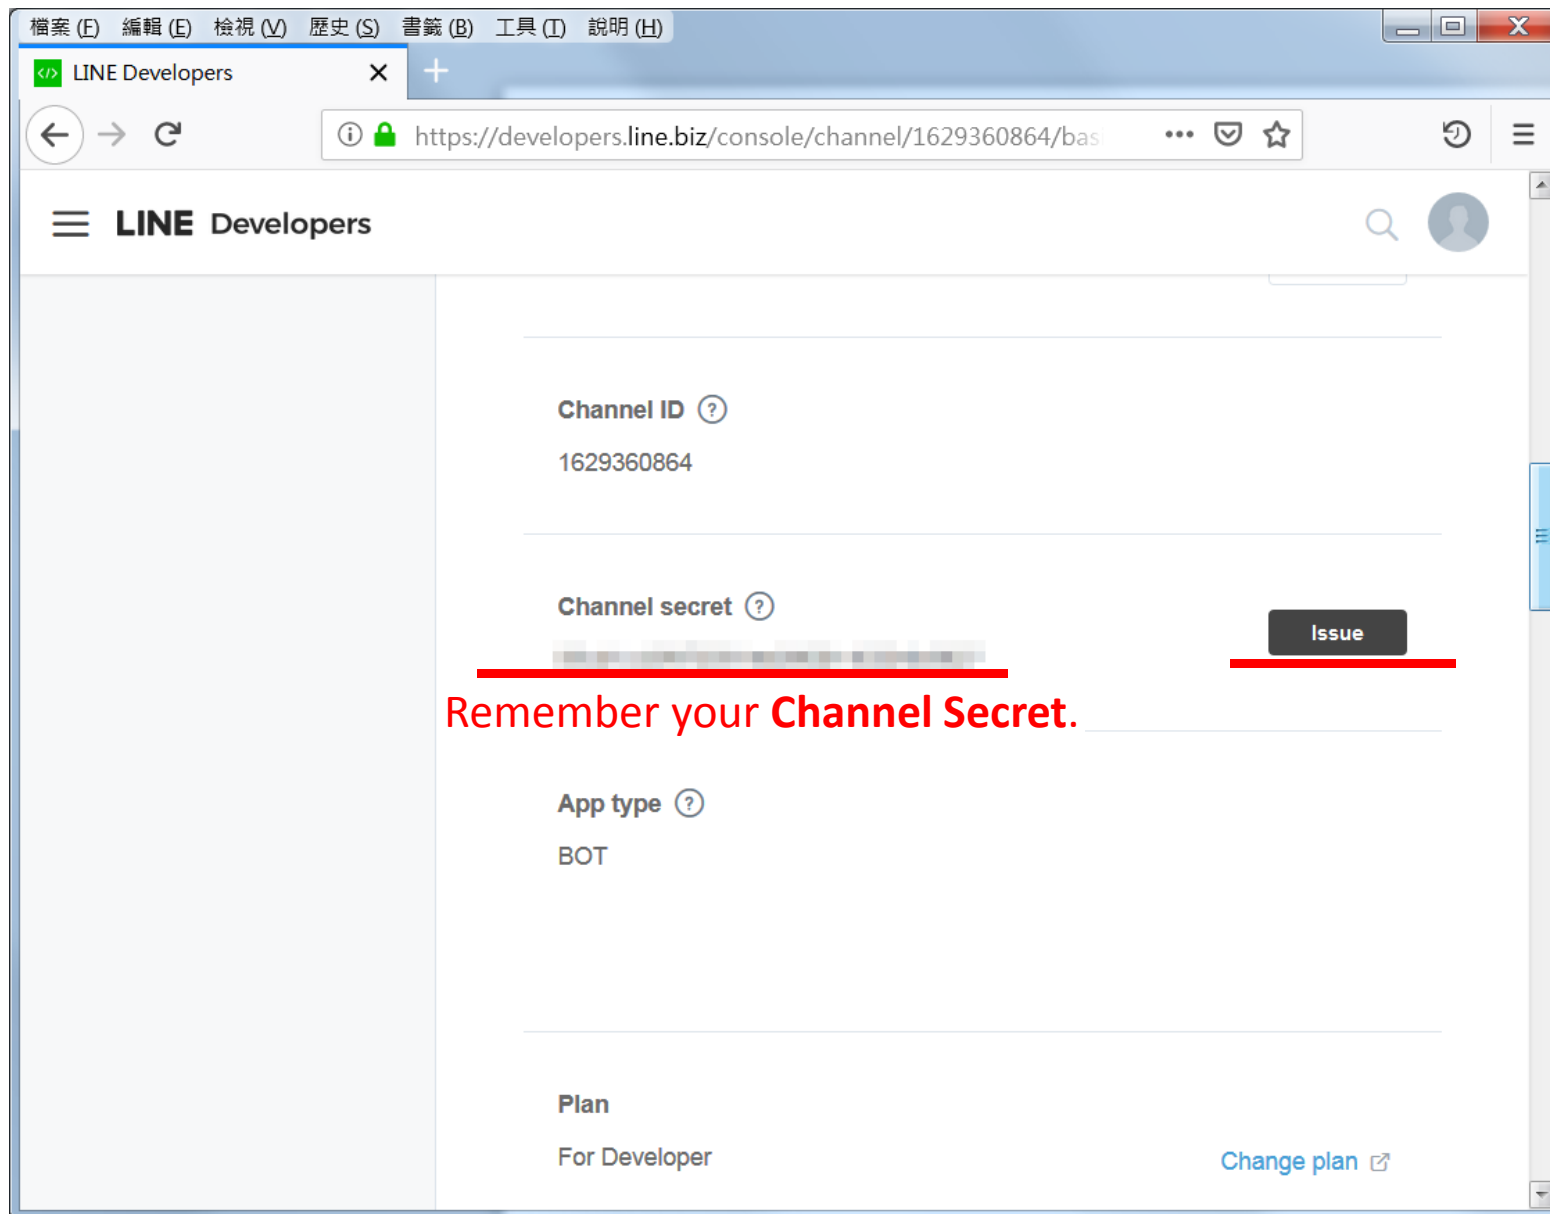 檔案 (F) 編輯 (E) 檢視 (V) 歷史 (S) 書籤 (B) 工具 (T) 說明 (H)
LINE Developers
https://developers.line.biz/console/channel/1629360864/bas
LINE Developers
Channel ID ?
1629360864
Channel secret ?
Issue
Remember your Channel Secret.
App type ?
BOT
Plan
For Developer
Change plan